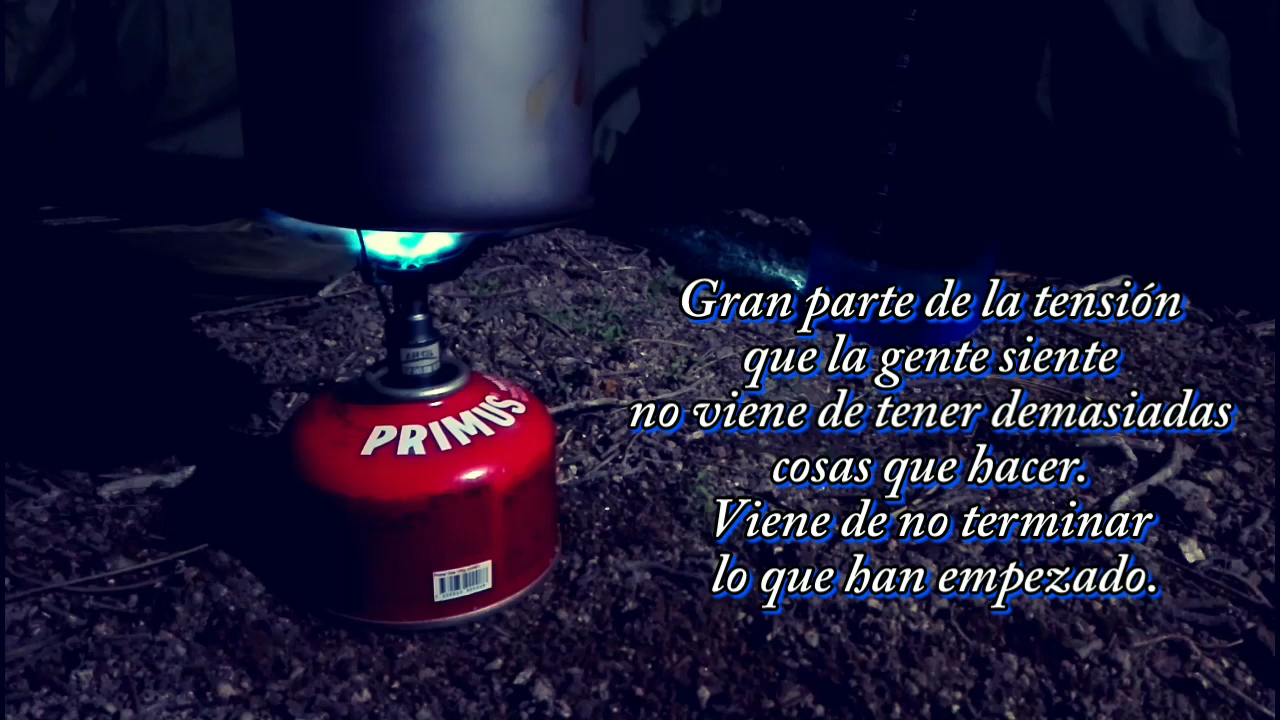 PRIMUS
Gran parte de la tensión
que la gente siente
no viene de tener demasiadas
cosas que hacer.
Viene de no terminar
lo que han empezado.